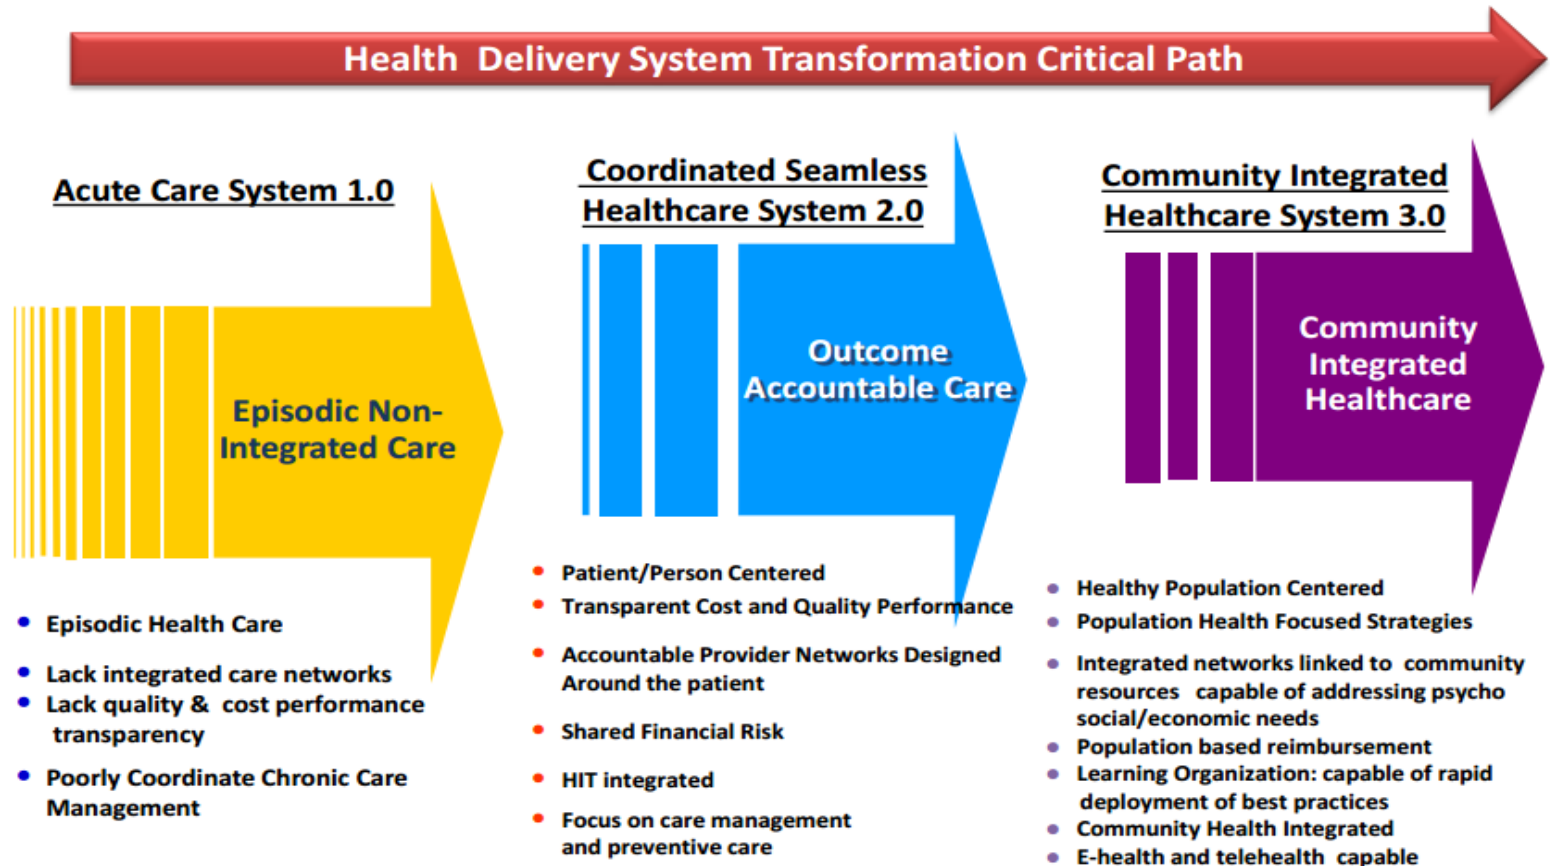 Health Delivery System Transformation Critical Path
Acute Care System 1.0
Episodic Non-
Integrated Care
• Episodic Health Care
• Lack integrated care networks
• Lack quality & cost performance
transparency
• Poorly Coordinate Chronic Care
Management
Coordinated Seamless
Healthcare System 2.0
Outcome
Accountable Care
• Patient/Person Centered
• Transparent Cost and Quality Performance
• Accountable Provider Networks Designed
Around the patient
• Shared Financial Risk
• HIT integrated
• Focus on care management
and preventive care
Community Integrated
Healthcare System 3.0
Community
Integrated
Healthcare
• Healthy Population Centered
• Population Health Focused Strategies
• Integrated networks linked to community
resources capable of addressing psycho
social/economic needs
• Population based reimbursement
• Learning Organization: capable of rapid
deployment of best practices
• Community Health Integrated
• E-health and telehealth capable